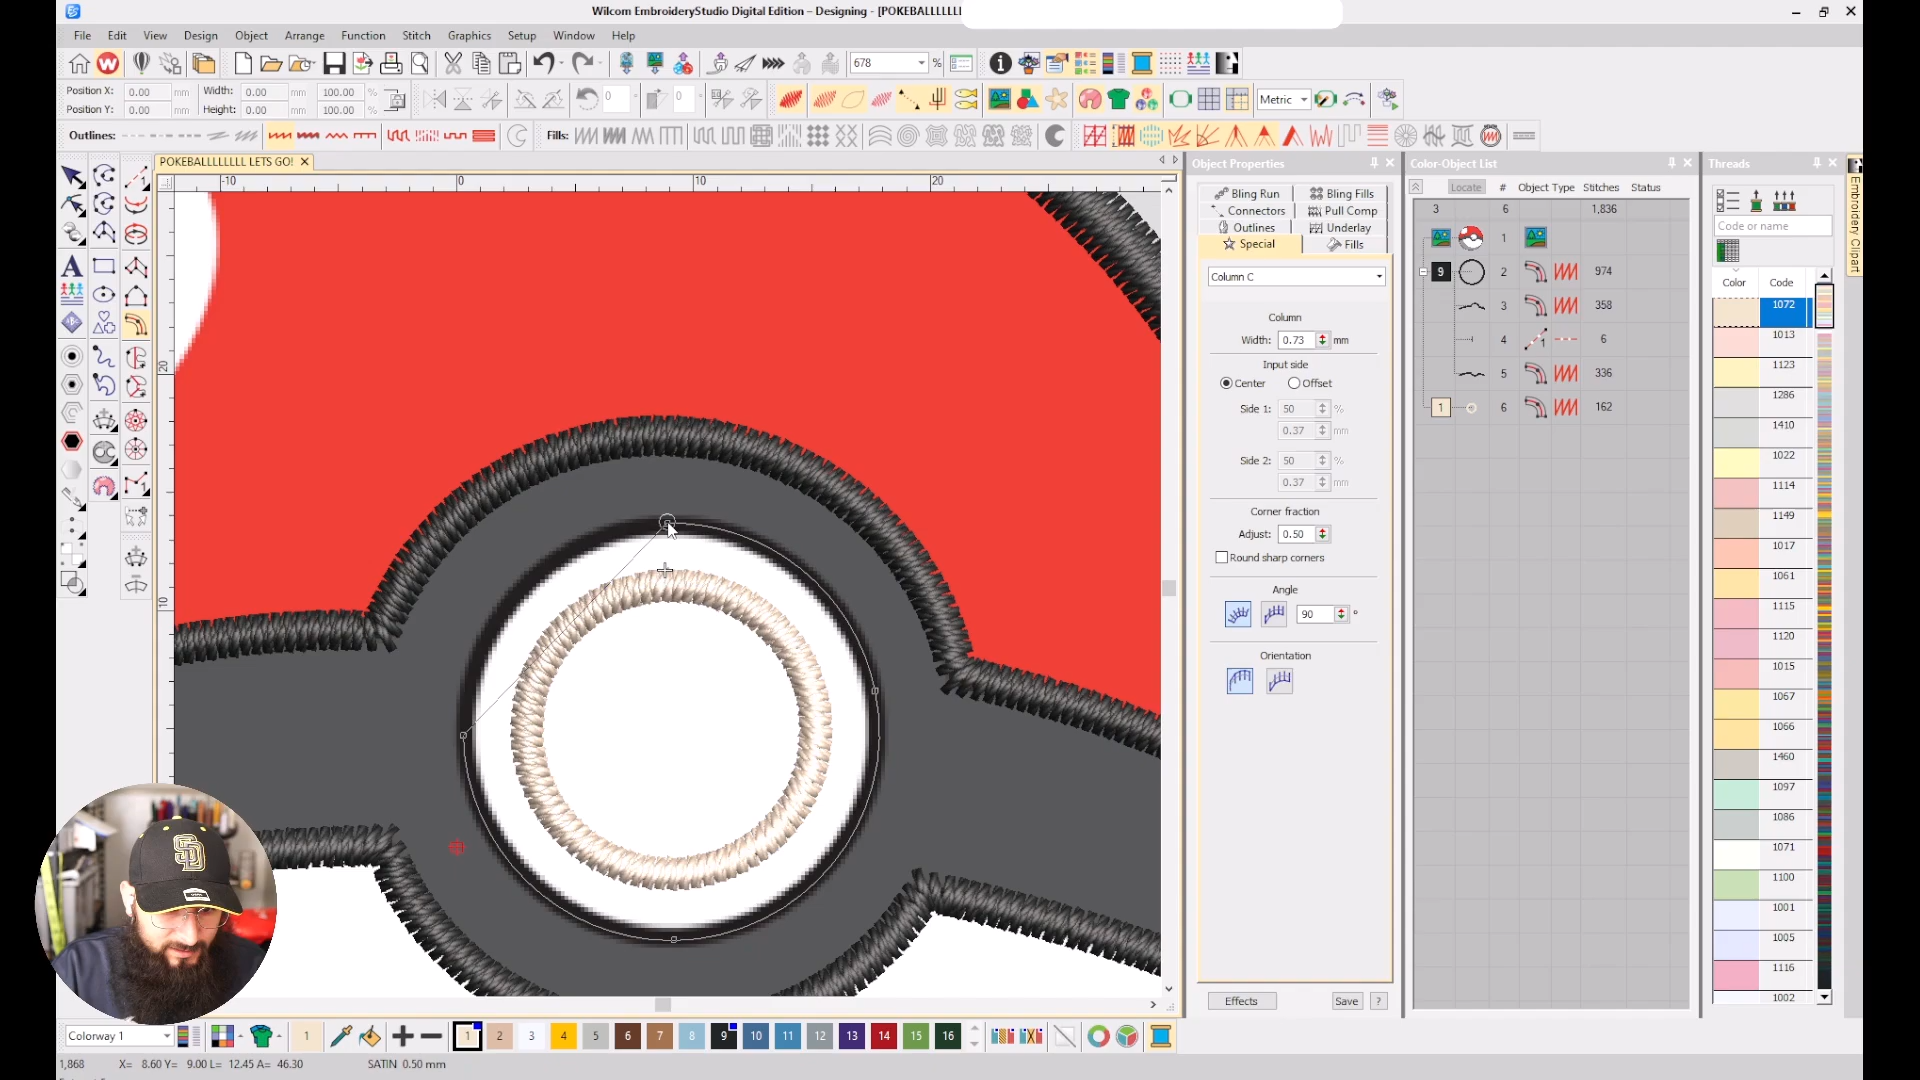 Wilcom EmbroideryStudio Digital Edition – Designing - [POKEBALLLLLLL
File Edit View Design Object Arrange Function Stitch Graphics Setup Window Help
678 %
Position X: 0.00 mm Width: 0.00 mm 100.00 % 0 0 Metric
Position Y: 0.00 mm Height: 0.00 mm 100.00 %
Outlines: Fills:
POKEBALLLLLLLL LETS GO!
-10 0 10 20
20
10
Object Properties
Bling Run Bling Fills
Connectors Pull Comp
Outlines Underlay
Special Fills
Column C
Column
Width: 0.73 mm
Input side
Center Offset
Side 1: 50 %
0.37 mm
Side 2: 50 %
0.37 mm
Corner fraction
Adjust: 0.50
Round sharp corners
Angle
90 °
Orientation
Effects Save ?
Color-Object List
Locate # Object Type Stitches Status
3 6 1,836
1
9 2 974
3 358
4 6
5 336
1 6 162
Threads
Code or name
Color Code
1072
1013
1123
1286
1410
1022
1114
1149
1017
1061
1115
1120
1015
1067
1066
1460
1097
1086
1071
1100
1001
1005
1116
1002
Embroidery Clipart
SD
Colorway 1 1 1 2 3 4 5 6 7 8 9 10 11 12 13 14 15 16
1,868 X= 8.60 Y= 9.00 L= 12.45 A= 46.30 SATIN 0.50 mm